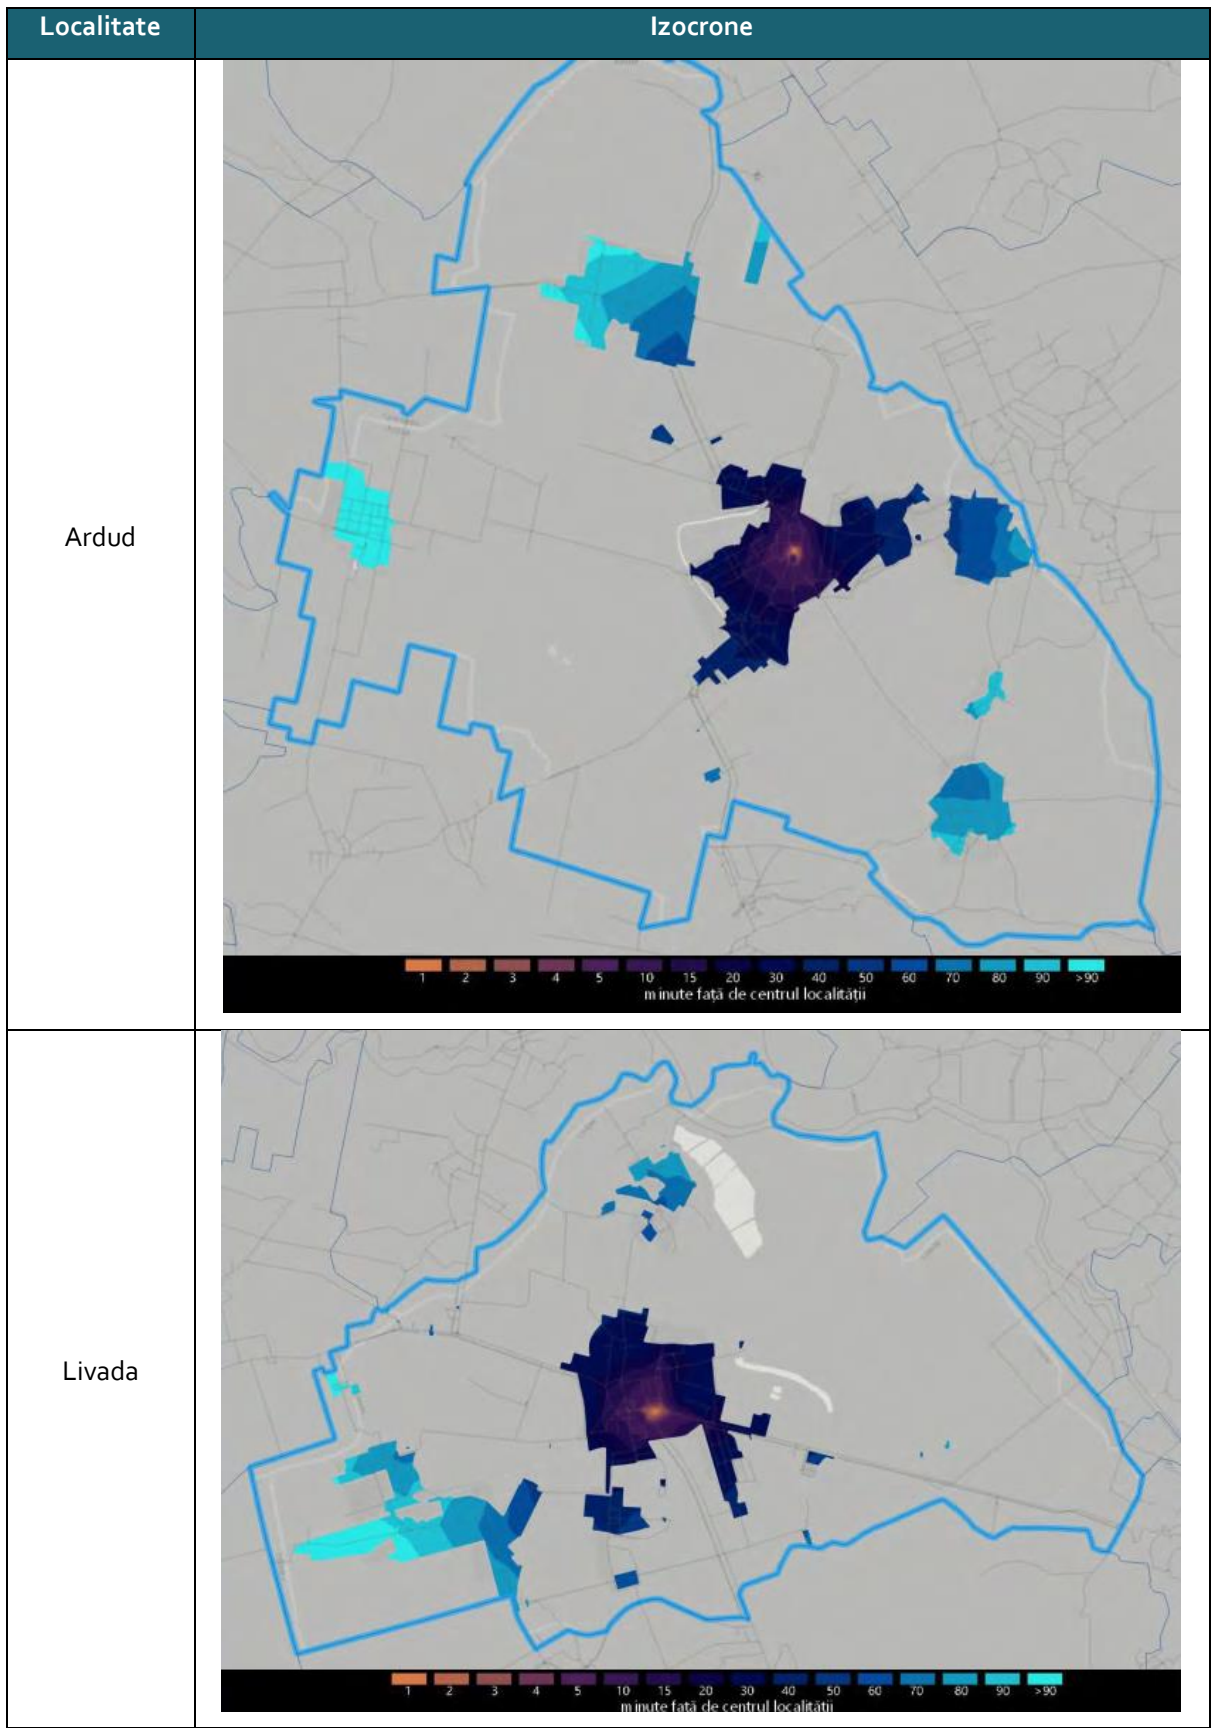 Localitate Izocrone
Ardud
1 2 3 4 5 10 15 20 30 40 50 60 70 80 90 >90
minute față de centrul localității
Livada
1 2 3 4 5 10 15 20 30 40 50 60 70 80 90 >90
minute față de centrul localității